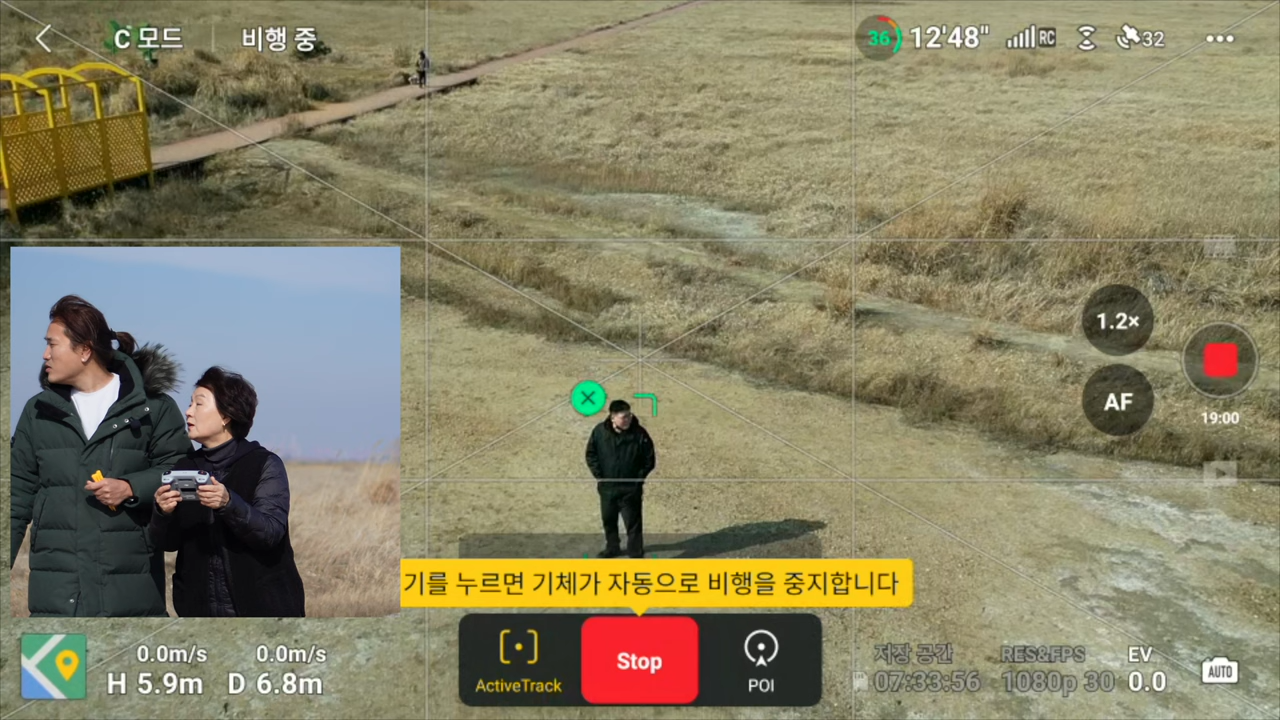 C 모드 비행 중
36 12'48" RC 32
1.2×
AF
19:00
기를 누르면 기체가 자동으로 비행을 중지합니다
ActiveTrack
Stop
POI
0.0m/s 0.0m/s
H 5.9m D 6.8m
저장 공간 RES&FPS EV
07:33:56 1080p 30 0.0
AUTO